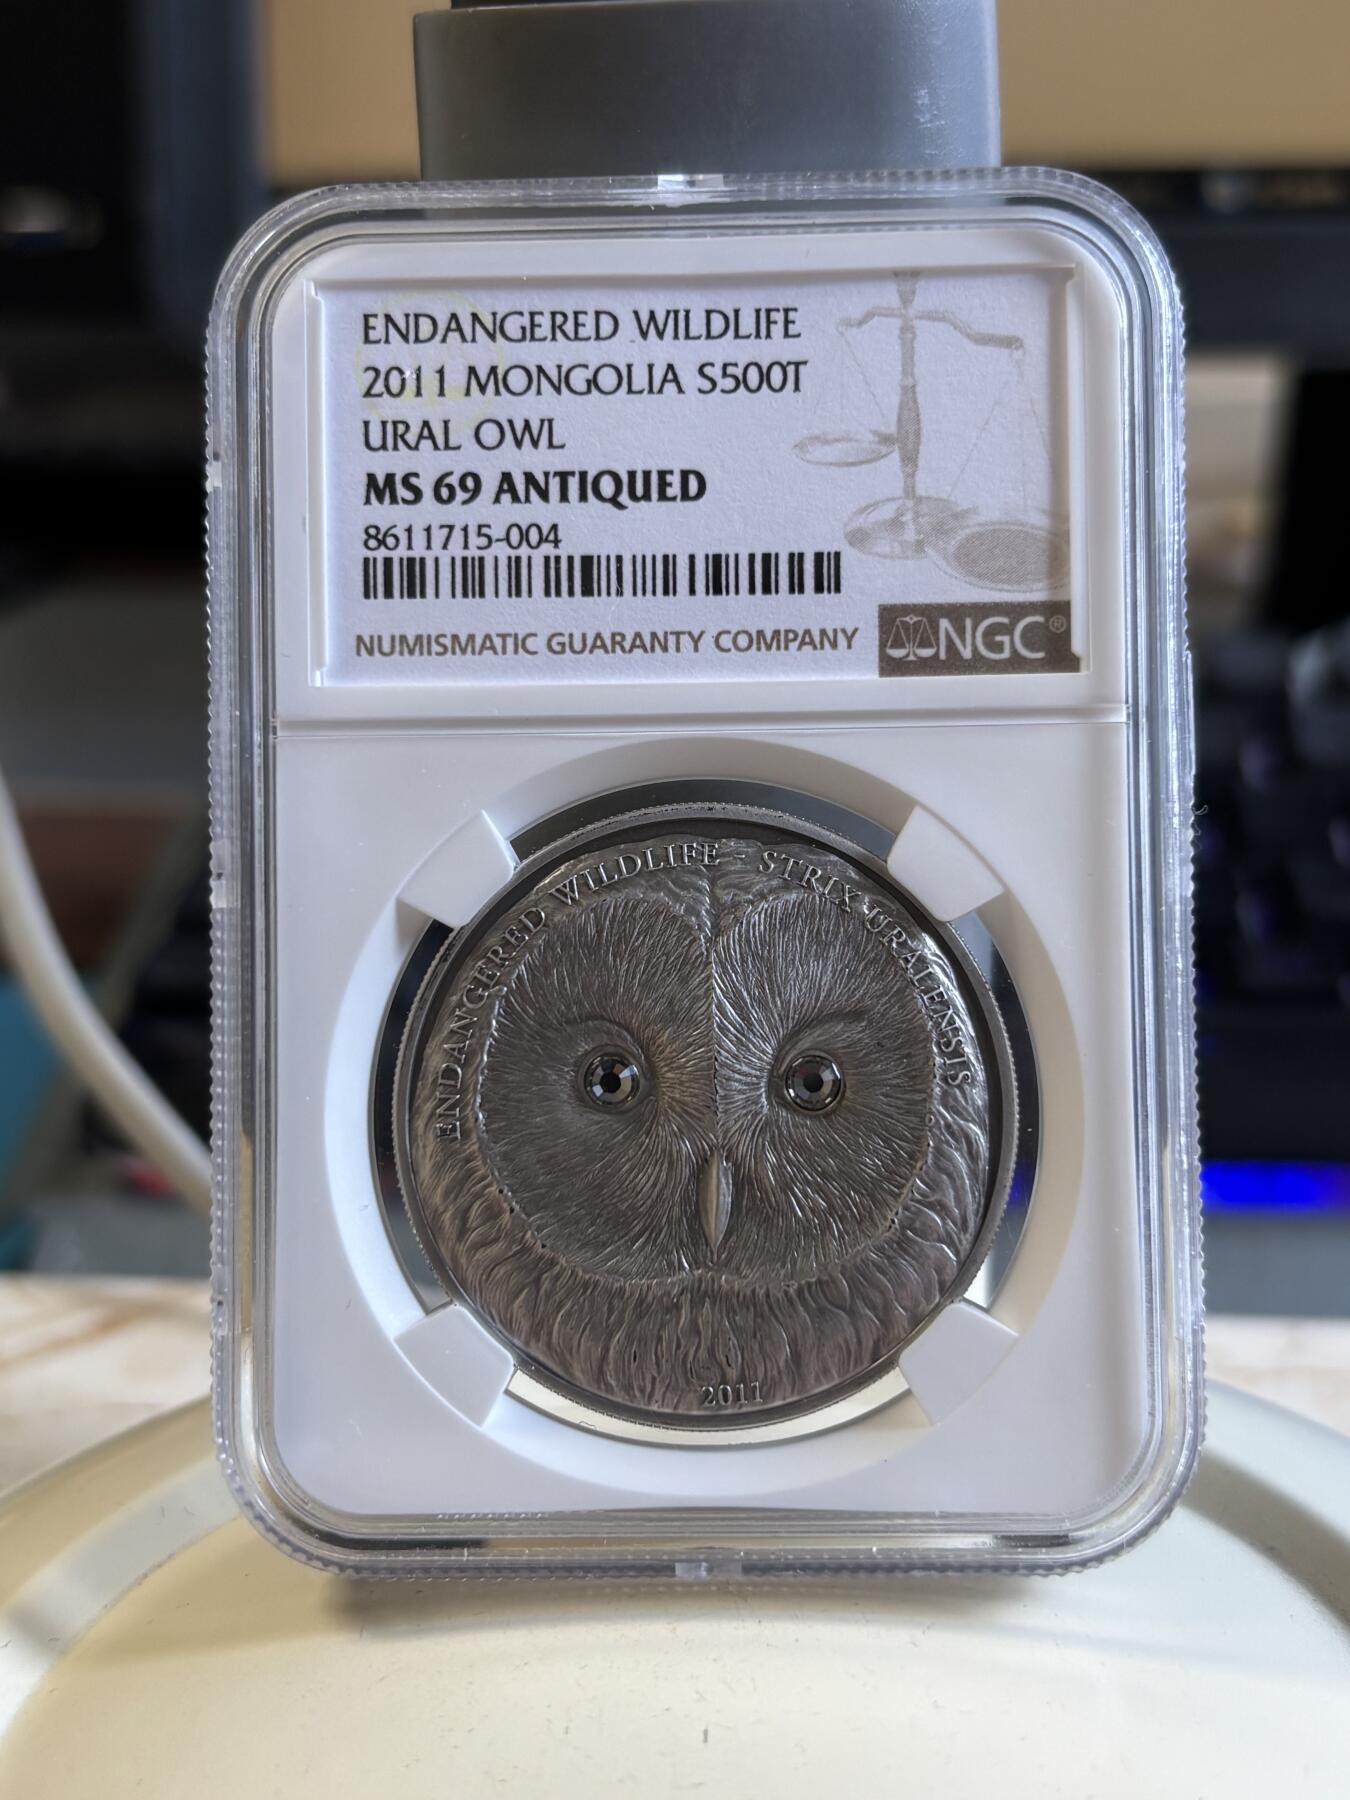 ENDANGERED WILDLIFE
2011 MONGOLIA S500T
URAL OWL
MS 69 ANTIQUED
8611715-004
NUMISMATIC GUARANTY COMPANY
NGC®
ENDANGERED WILDLIFE - STRIX URALENSIS
2011